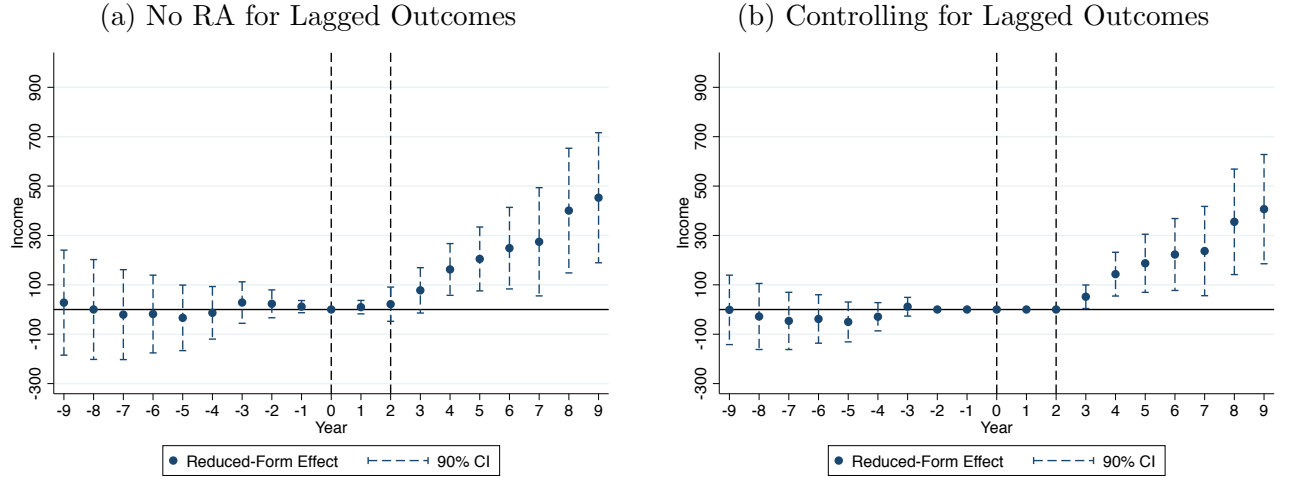 (a) No RA for Lagged Outcomes
Income
900
700
500
300
100
-100
-300
-9 -8 -7 -6 -5 -4 -3 -2 -1 0 1 2 3 4 5 6 7 8 9
Year
Reduced-Form Effect 90% CI
(b) Controlling for Lagged Outcomes
Income
900
700
500
300
100
-100
-300
-9 -8 -7 -6 -5 -4 -3 -2 -1 0 1 2 3 4 5 6 7 8 9
Year
Reduced-Form Effect 90% CI